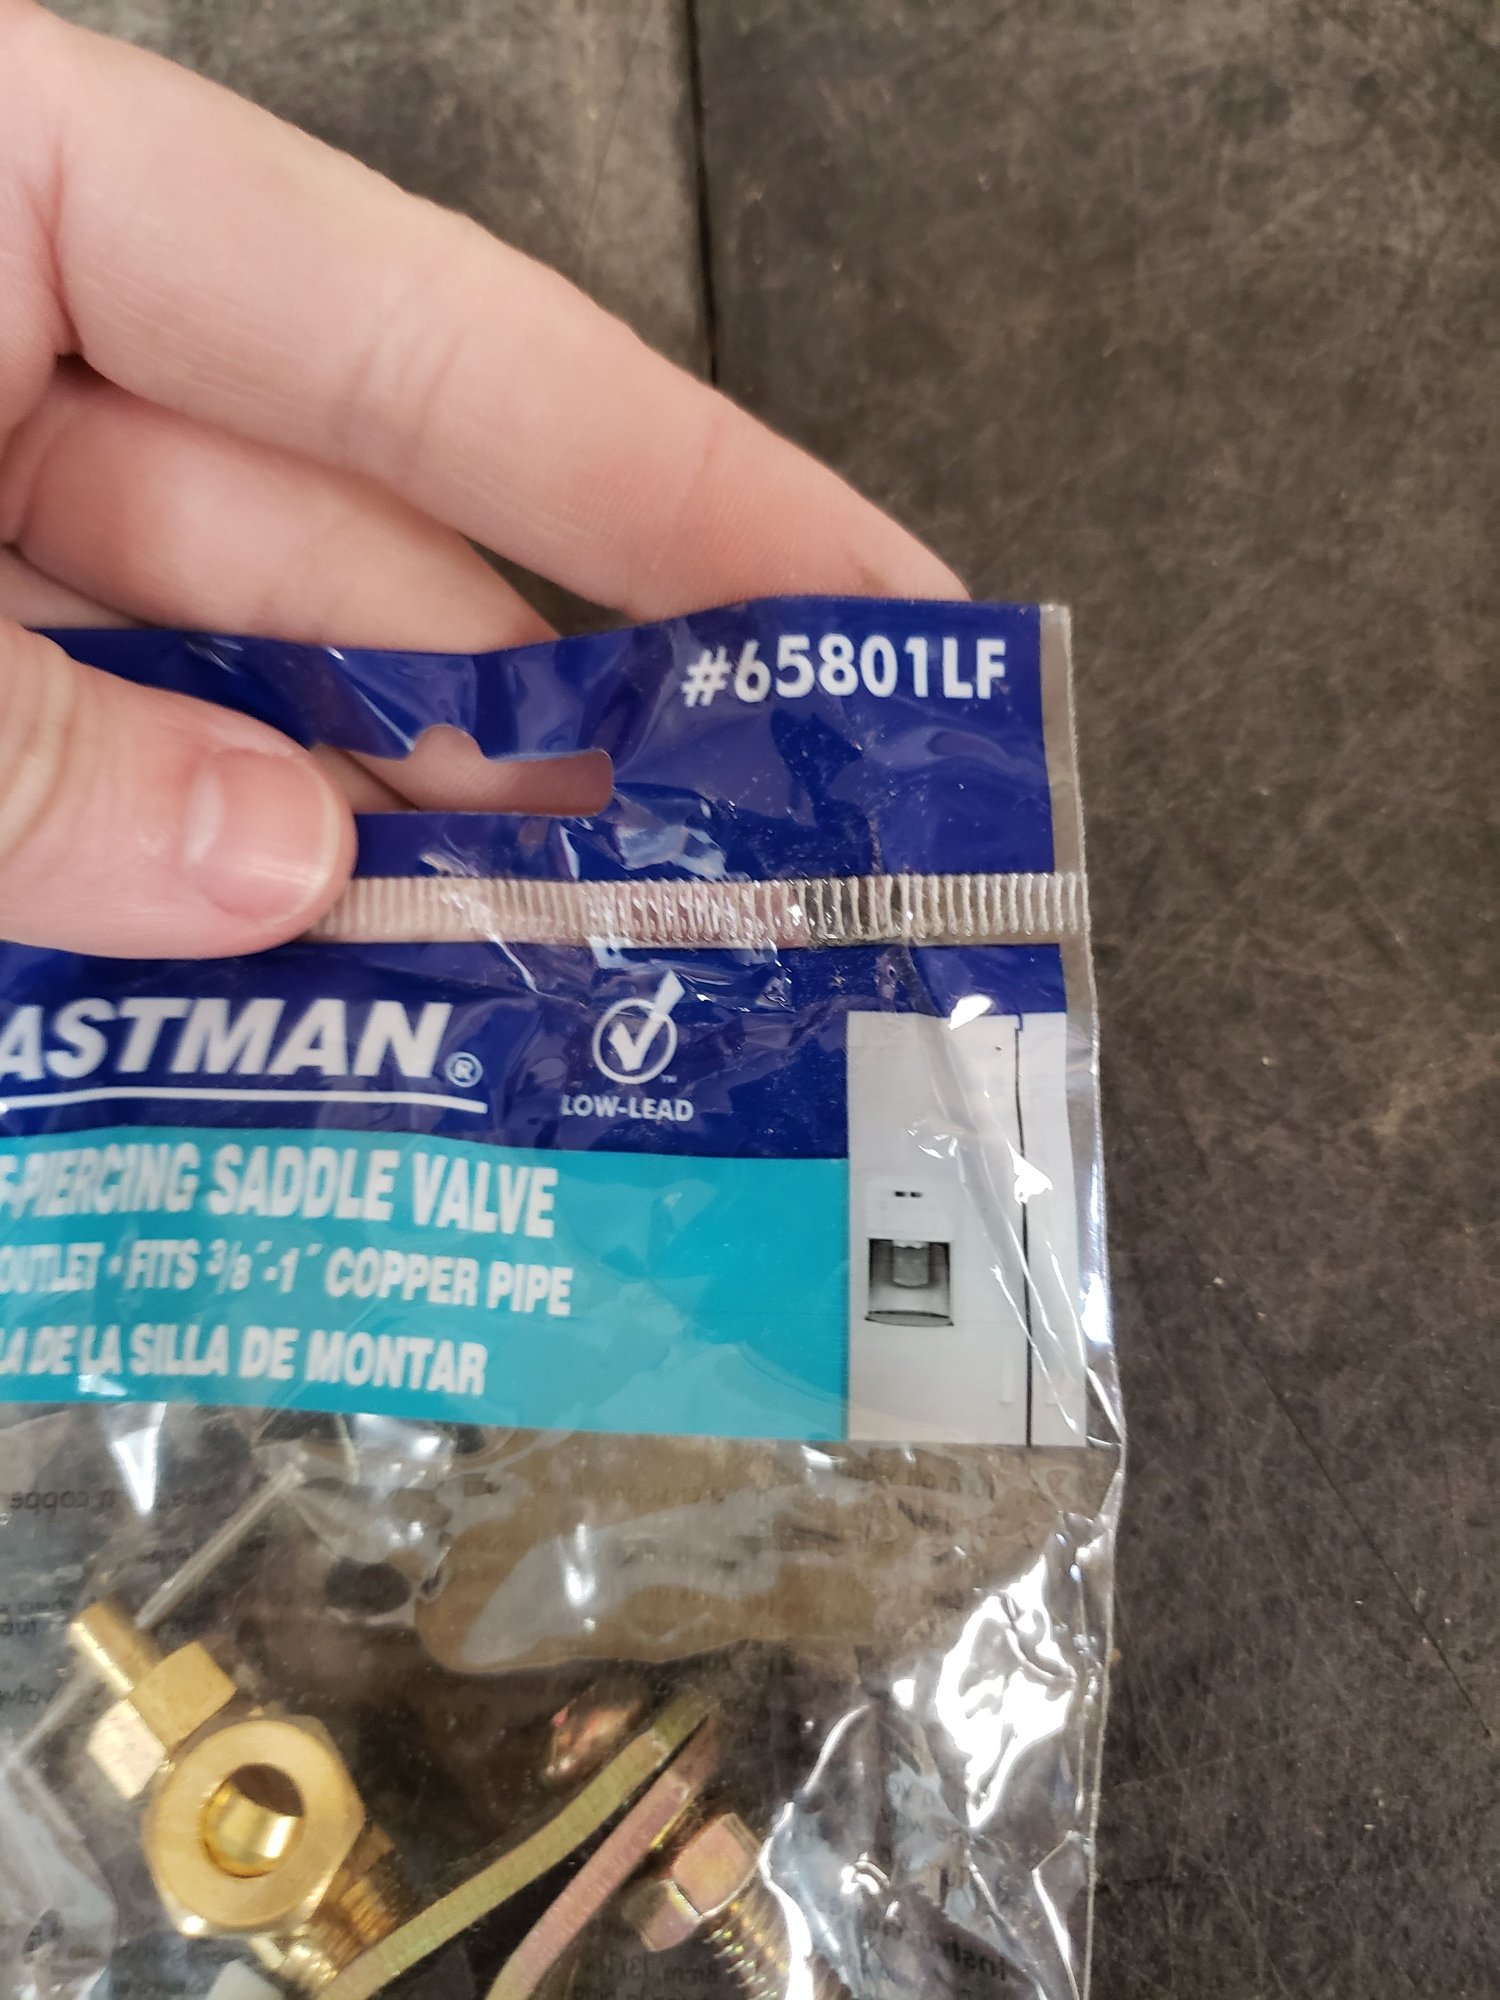 #65801LF
ASTMAN®
LOW-LEAD™
F-PIERCING SADDLE VALVE
OUTLET • FITS 3/8"-1" COPPER PIPE
LA DE LA SILLA DE MONTAR